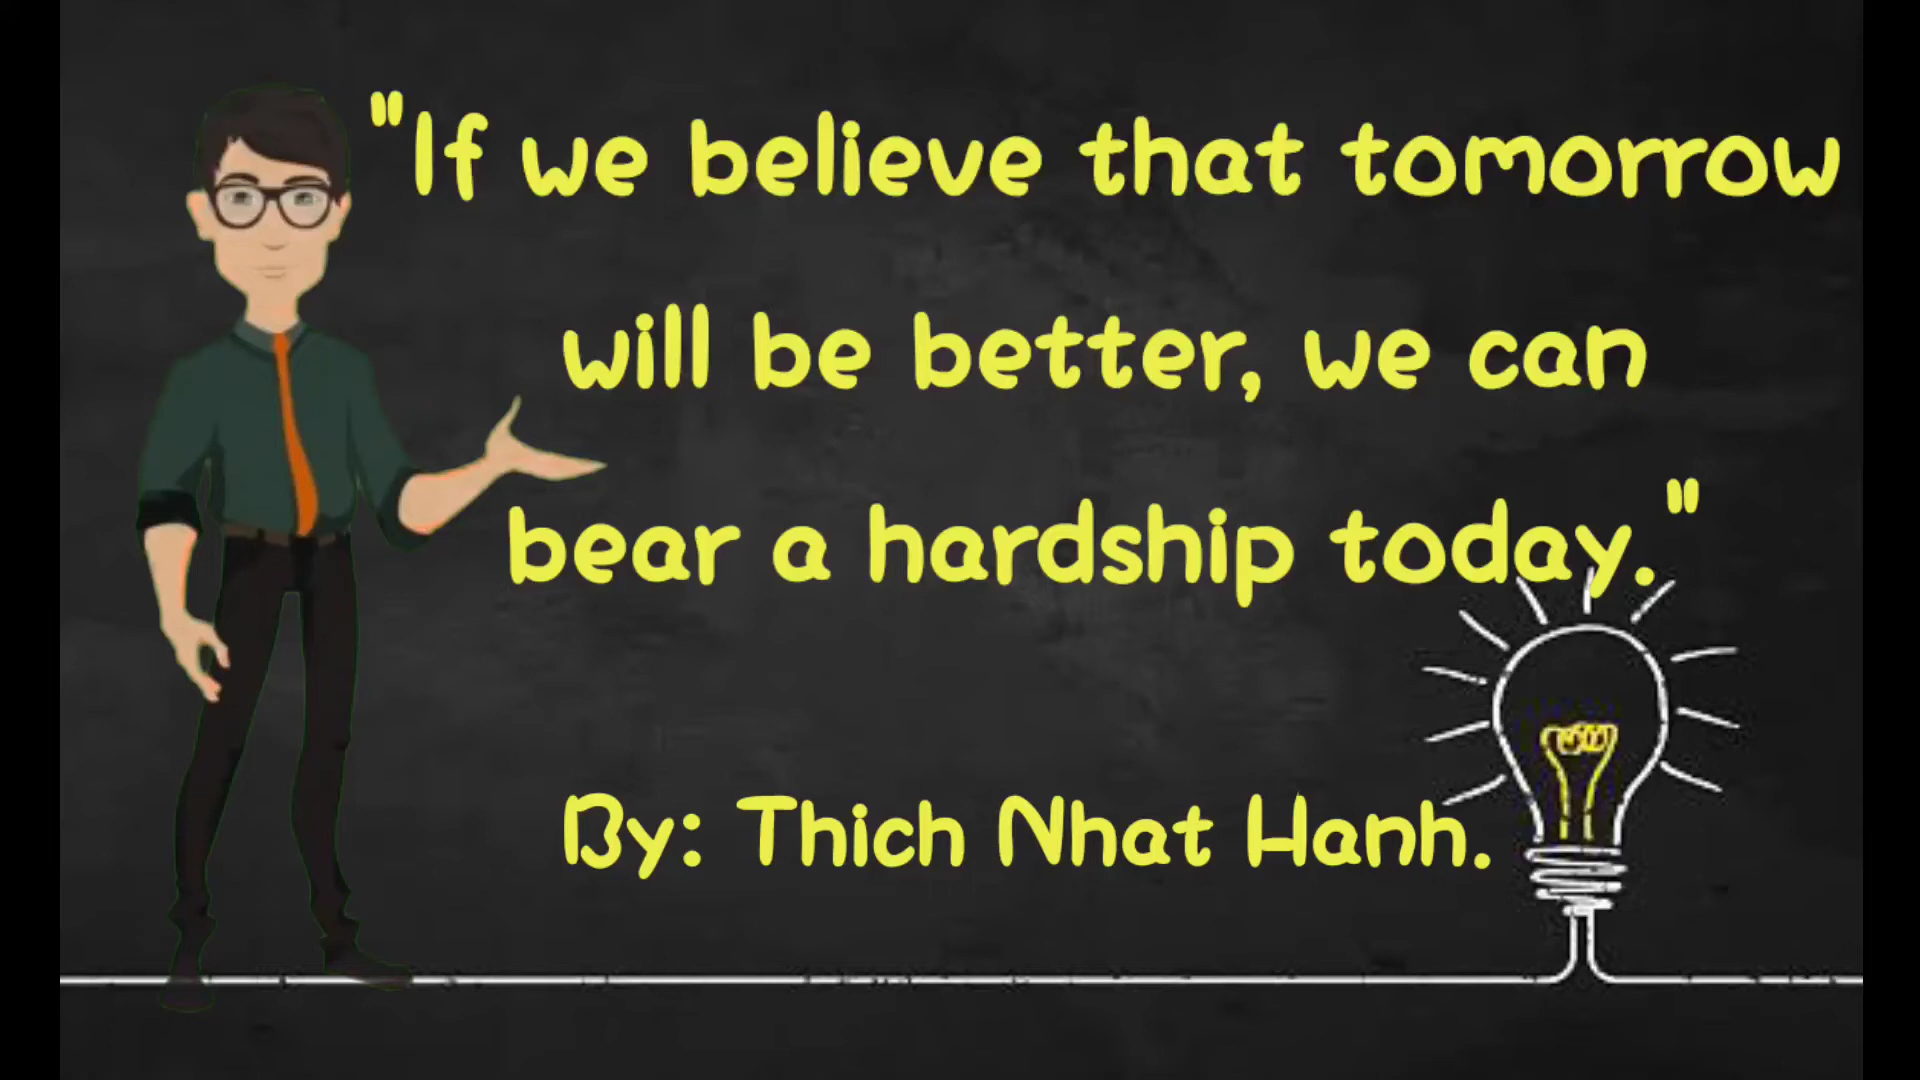 "If we believe that tomorrow
will be better, we can
bear a hardship today."
By: Thich Nhat Hanh.